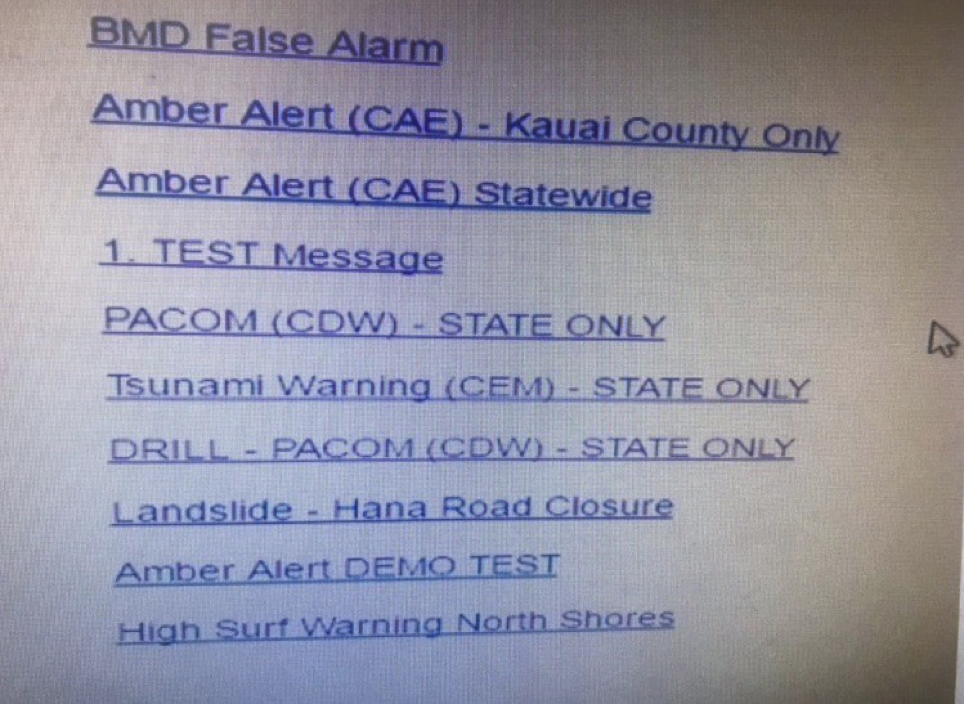 BMD False Alarm
Amber Alert (CAE) - Kauai County Only
Amber Alert (CAE) Statewide
1. TEST Message
PACOM (CDW) - STATE ONLY
Tsunami Warning (CEM) - STATE ONLY
DRILL - PACOM (CDW) - STATE ONLY
Landslide - Hana Road Closure
Amber Alert DEMO TEST
High Surf Warning North Shores